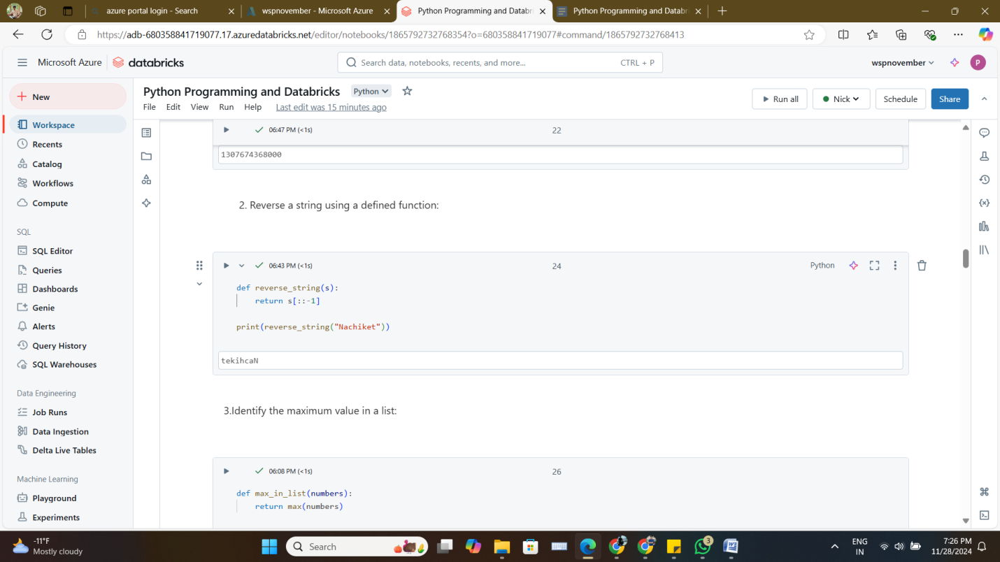 azure portal login - Search
wspnovember - Microsoft Azure
Python Programming and Databri
Python Programming and Databri
https://adb-680358841719077.17.azuredatabricks.net/editor/notebooks/1865792732768354?o=680358841719077#command/1865792732768413
Microsoft Azure
databricks
Search data, notebooks, recents, and more...
CTRL + P
wspnovember
P
New
Workspace
Recents
Catalog
Workflows
Compute
SQL
SQL Editor
Queries
Dashboards
Genie
Alerts
Query History
SQL Warehouses
Data Engineering
Job Runs
Data Ingestion
Delta Live Tables
Machine Learning
Playground
Experiments
Python Programming and Databricks
Python
File Edit View Run Help Last edit was 15 minutes ago
Run all
Nick
Schedule
Share
06:47 PM (<1s)
22
1307674368000
2. Reverse a string using a defined function:
06:43 PM (<1s)
24
Python
def reverse_string(s):
return s[::-1]
print(reverse_string("Nachiket"))
tekihcaN
3.Identify the maximum value in a list:
06:08 PM (<1s)
26
def max_in_list(numbers):
return max(numbers)
-11°F
Mostly cloudy
Search
3
ENG
IN
7:26 PM
11/28/2024